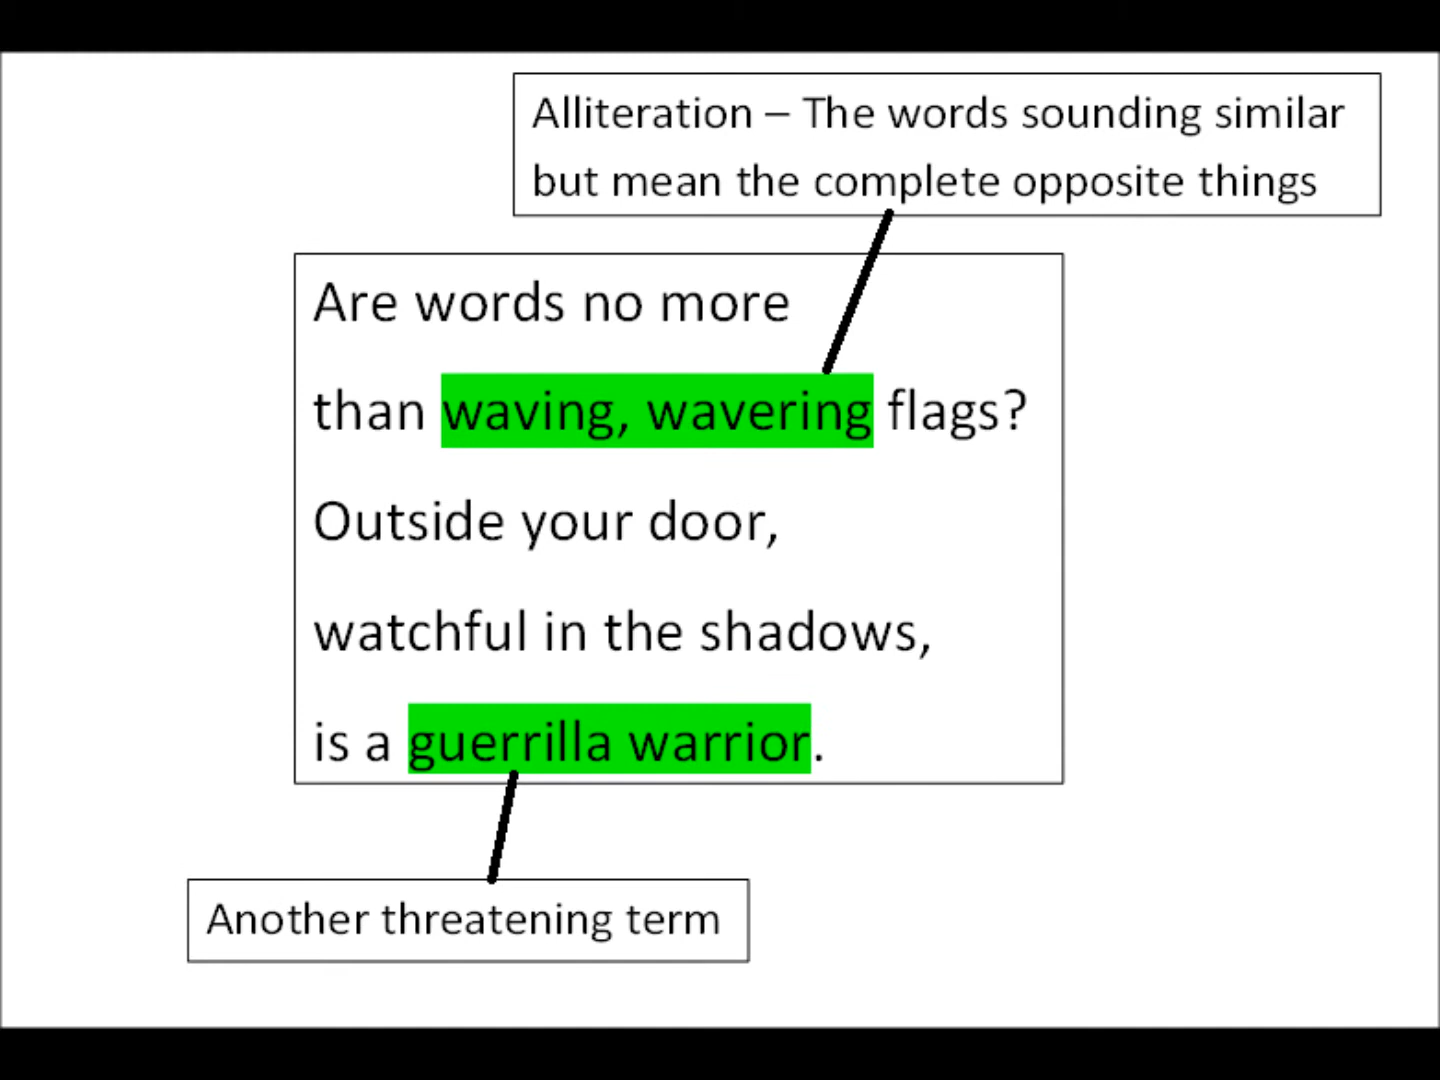 Alliteration – The words sounding similar
but mean the complete opposite things
Are words no more
than waving, wavering flags?
Outside your door,
watchful in the shadows,
is a guerrilla warrior.
Another threatening term